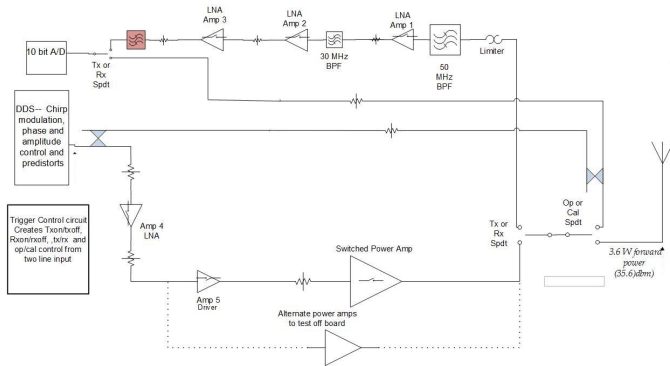 LNA
Amp 3
LNA
Amp 2
LNA
Amp 1
10 bit A/D
Tx or
Rx
Spdt
30 MHz
BPF
50
MHz
BPF
Limiter
DDS-- Chirp
modulation,
phase and
amplitude
control and
predistorts
Trigger Control circuit
Creates Txon/txoff,
Rxon/rxoff, ,tx/rx and
op/cal control from
two line input
Amp 4
LNA
Amp 5
Driver
Switched Power Amp
Alternate power amps
to test off board
Tx or
Rx
Spdt
Op or
Cal
Spdt
3.6 W forward
power
(35.6)dbm)